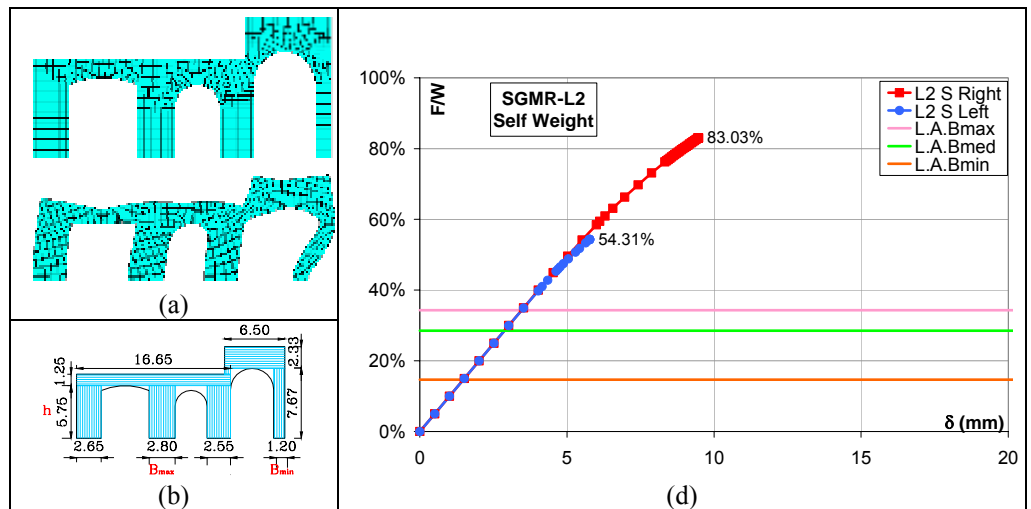 (a)
6.50
2.33
16.65
1.25
h
5.75
7.67
2.65
2.80
2.55
1.20
Bmax
Bmin
(b)
F/W
100%
80%
60%
40%
20%
0%
SGMR-L2
Self Weight
L2 S Right
L2 S Left
L.A.Bmax
L.A.Bmed
L.A.Bmin
83.03%
54.31%
δ (mm)
0
5
10
15
20
(d)